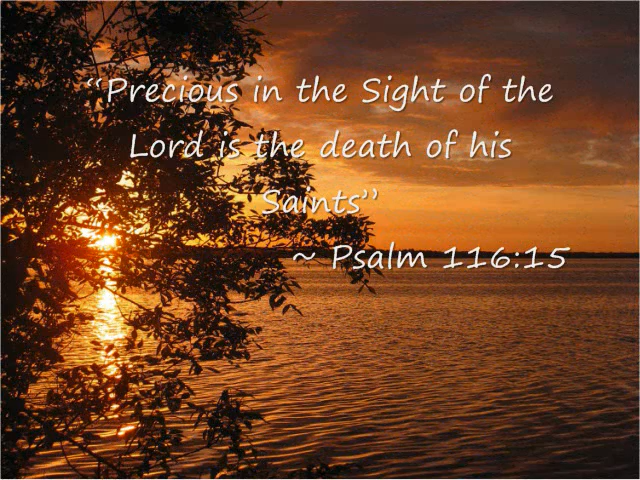 “Precious in the Sight of the
Lord is the death of his
Saints”
~ Psalm 116:15